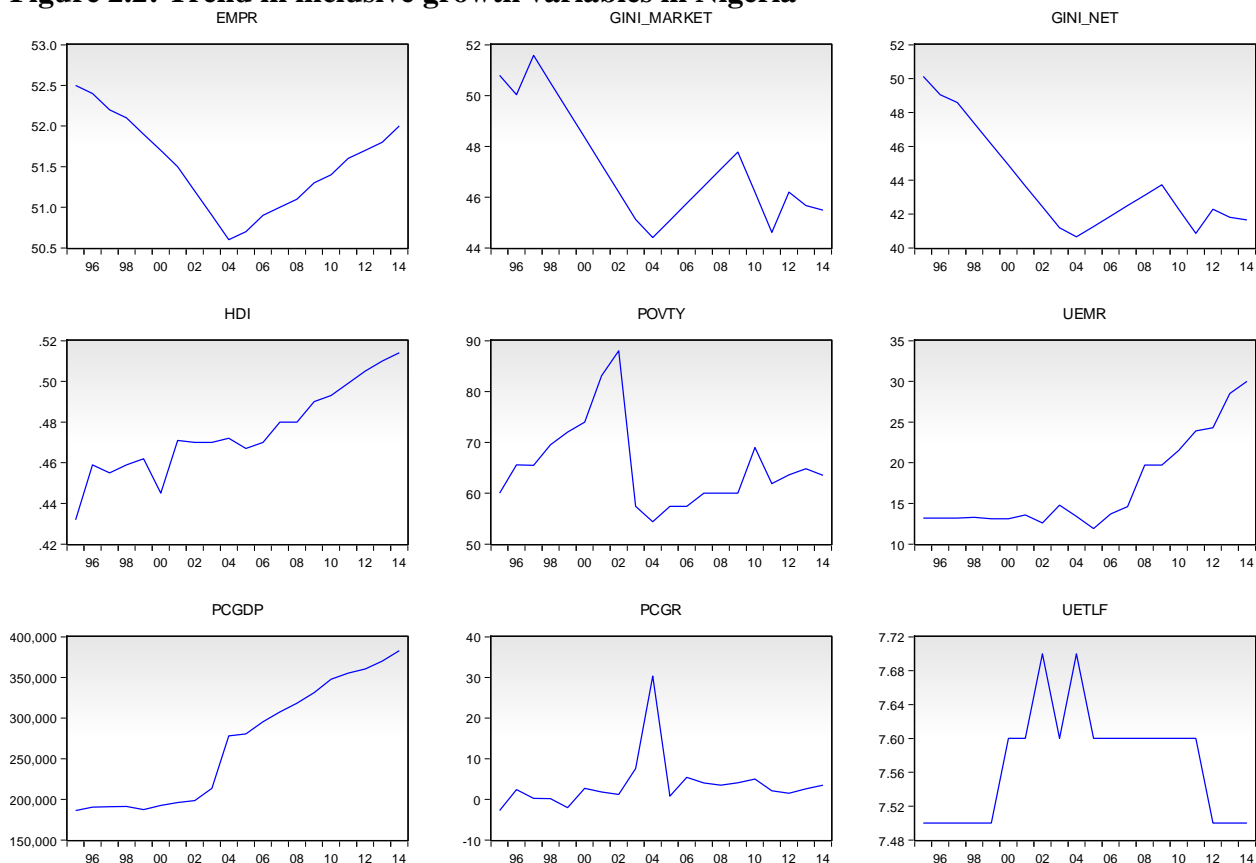 Figure 2.2: Trend in inclusive growth variables in Nigeria
EMPR
53.0
52.5
52.0
51.5
51.0
50.5
96 98 00 02 04 06 08 10 12 14
GINI_MARKET
52
50
48
46
44
96 98 00 02 04 06 08 10 12 14
GINI_NET
52
50
48
46
44
42
40
96 98 00 02 04 06 08 10 12 14
HDI
.52
.50
.48
.46
.44
.42
96 98 00 02 04 06 08 10 12 14
POVTY
90
80
70
60
50
96 98 00 02 04 06 08 10 12 14
UEMR
35
30
25
20
15
10
96 98 00 02 04 06 08 10 12 14
PCGDP
400,000
350,000
300,000
250,000
200,000
150,000
96 98 00 02 04 06 08 10 12 14
PCGR
40
30
20
10
0
-10
96 98 00 02 04 06 08 10 12 14
UETLF
7.72
7.68
7.64
7.60
7.56
7.52
7.48
96 98 00 02 04 06 08 10 12 14